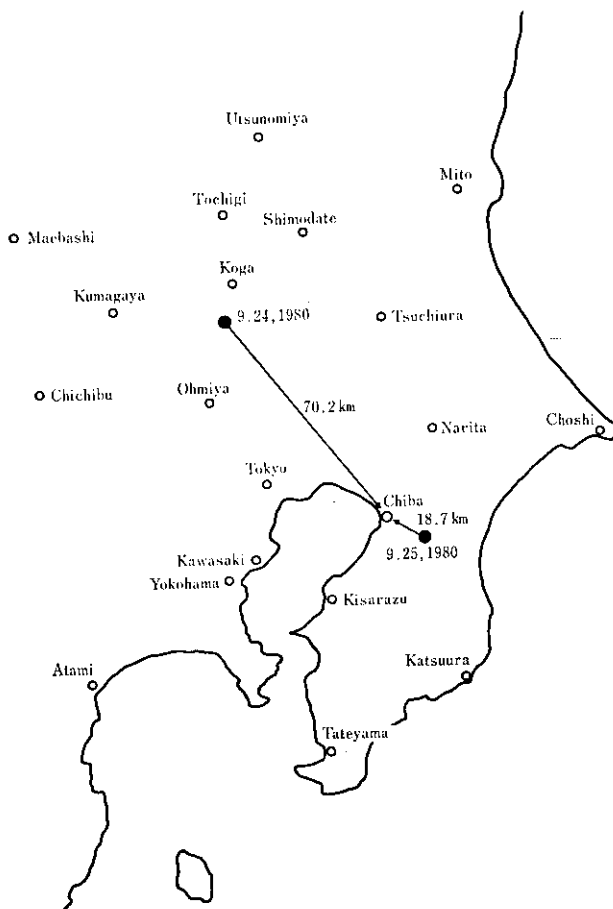 Utsunomiya
Mito
Tochigi
Shimodate
Maebashi
Koga
Kumagaya
9.24,1980
Tsuchiura
Chichibu
Ohmiya
70.2 km
Narita
Choshi
Tokyo
Chiba
18.7 km
9.25,1980
Kawasaki
Yokohama
Kisarazu
Katsuura
Atami
Tateyama